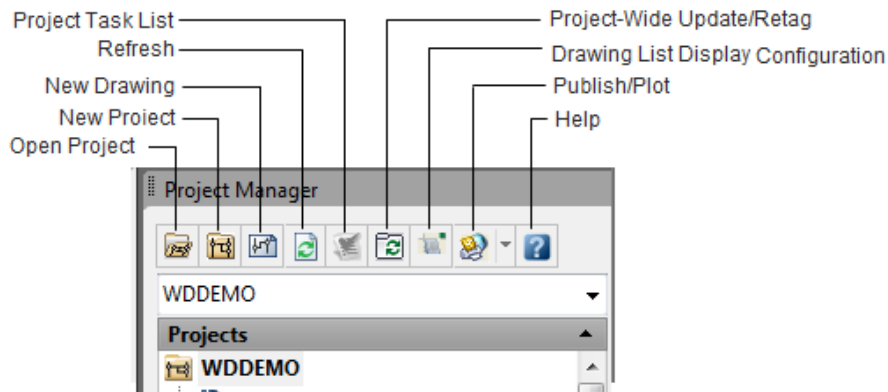 Project Task List
Refresh
New Drawing
New Proiect
Open Project
Project-Wide Update/Retag
Drawing List Display Configuration
Publish/Plot
Help
Project Manager
WDDEMO
Projects
WDDEMO